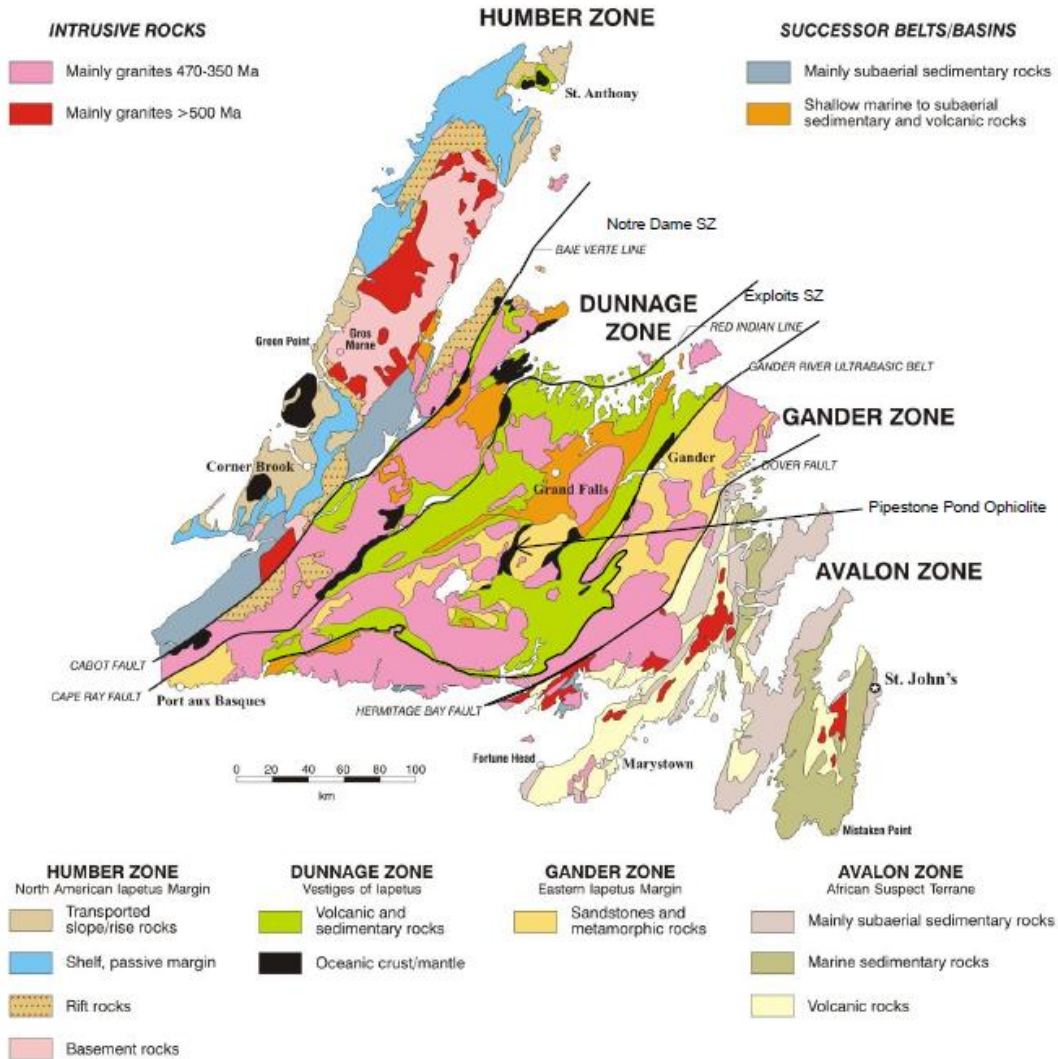 HUMBER ZONE
INTRUSIVE ROCKS
Mainly granites 470-350 Ma
Mainly granites >500 Ma
SUCCESSOR BELTS/BASINS
Mainly subaerial sedimentary rocks
Shallow marine to subaerial
sedimentary and volcanic rocks
St. Anthony
Notre Dame SZ
BAIE VERTE LINE
Exploits SZ
DUNNAGE
ZONE
RED INDIAN LINE
Green Point
Gros
Morne
GANDER RIVER ULTRABASIC BELT
GANDER ZONE
Corner Brook
Gander
DOVER FAULT
Grand Falls
Pipestone Pond Ophiolite
AVALON ZONE
CABOT FAULT
CAPE RAY FAULT
Port aux Basques
HERMITAGE BAY FAULT
St. John's
0 20 40 60 80 100
km
Fortune Head
Marystown
Mistaken Point
HUMBER ZONE
North American Iapetus Margin
Transported
slope/rise rocks
Shelf, passive margin
Rift rocks
Basement rocks
DUNNAGE ZONE
Vestiges of Iapetus
Volcanic and
sedimentary rocks
Oceanic crust/mantle
GANDER ZONE
Eastern Iapetus Margin
Sandstones and
metamorphic rocks
AVALON ZONE
African Suspect Terrane
Mainly subaerial sedimentary rocks
Marine sedimentary rocks
Volcanic rocks